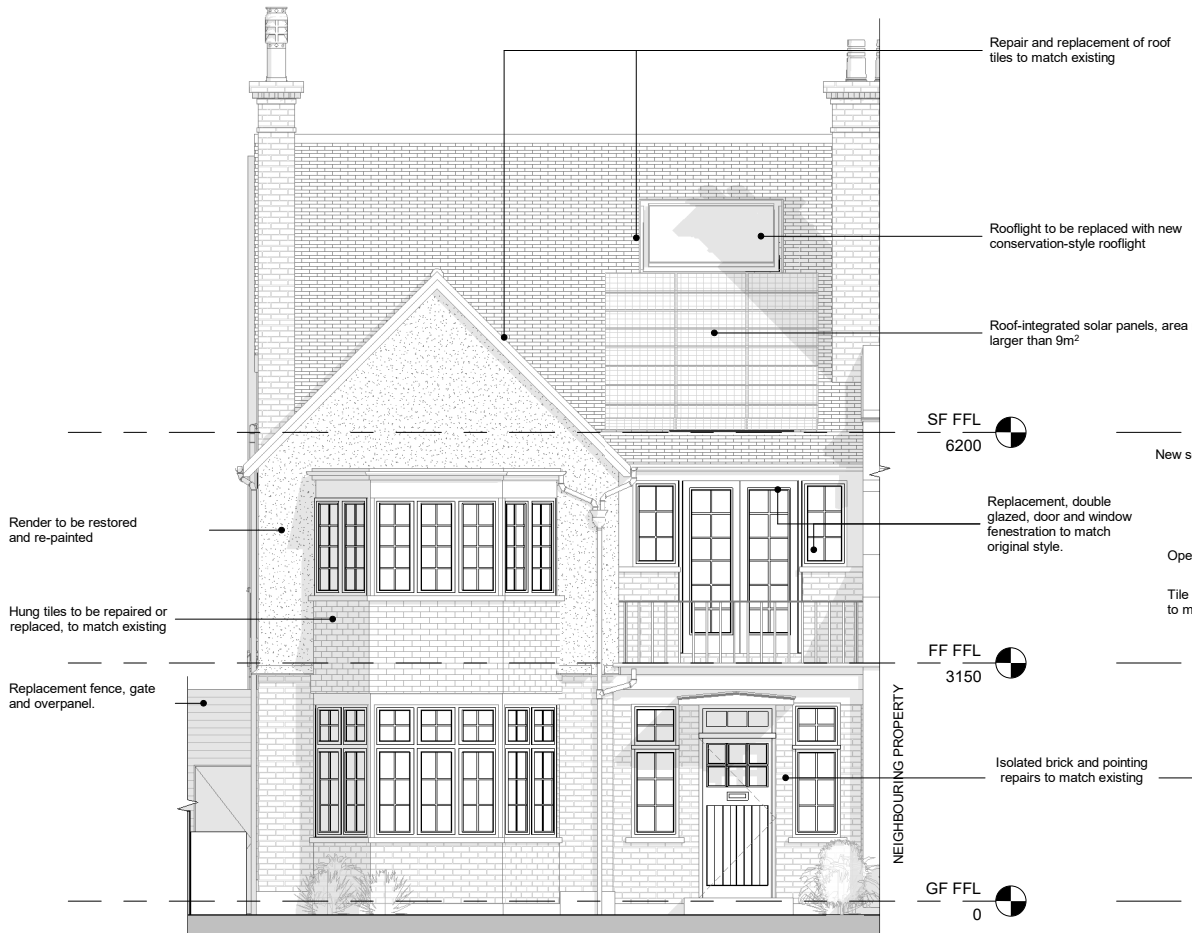 Repair and replacement of roof
tiles to match existing
Rooflight to be replaced with new
conservation-style rooflight
Roof-integrated solar panels, area
larger than 9m²
SF FFL
6200
New s
Render to be restored
and re-painted
Replacement, double
glazed, door and window
fenestration to match
original style.
Ope
Tile
to m
Hung tiles to be repaired or
replaced, to match existing
FF FFL
3150
Replacement fence, gate
and overpanel.
NEIGHBOURING PROPERTY
Isolated brick and pointing
repairs to match existing
GF FFL
0